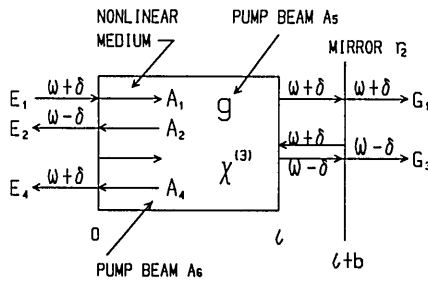 NONLINEAR MEDIUM
PUMP BEAM A₅
MIRROR r₂
E₁ ω+δ A₁ g ω+δ ω+δ G₁
E₂ ω−δ A₂ ω+δ ω−δ
χ⁽³⁾ ω−δ G₃
E₄ ω+δ A₄
0 ℓ ℓ+b
PUMP BEAM A₆